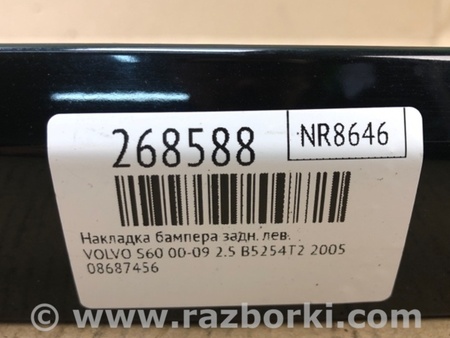 268588
NR8646
Накладка бампера задн. лев.
VOLVO S60 00-09 2.5 B5254T2 2005
08687456
www.razborki.com